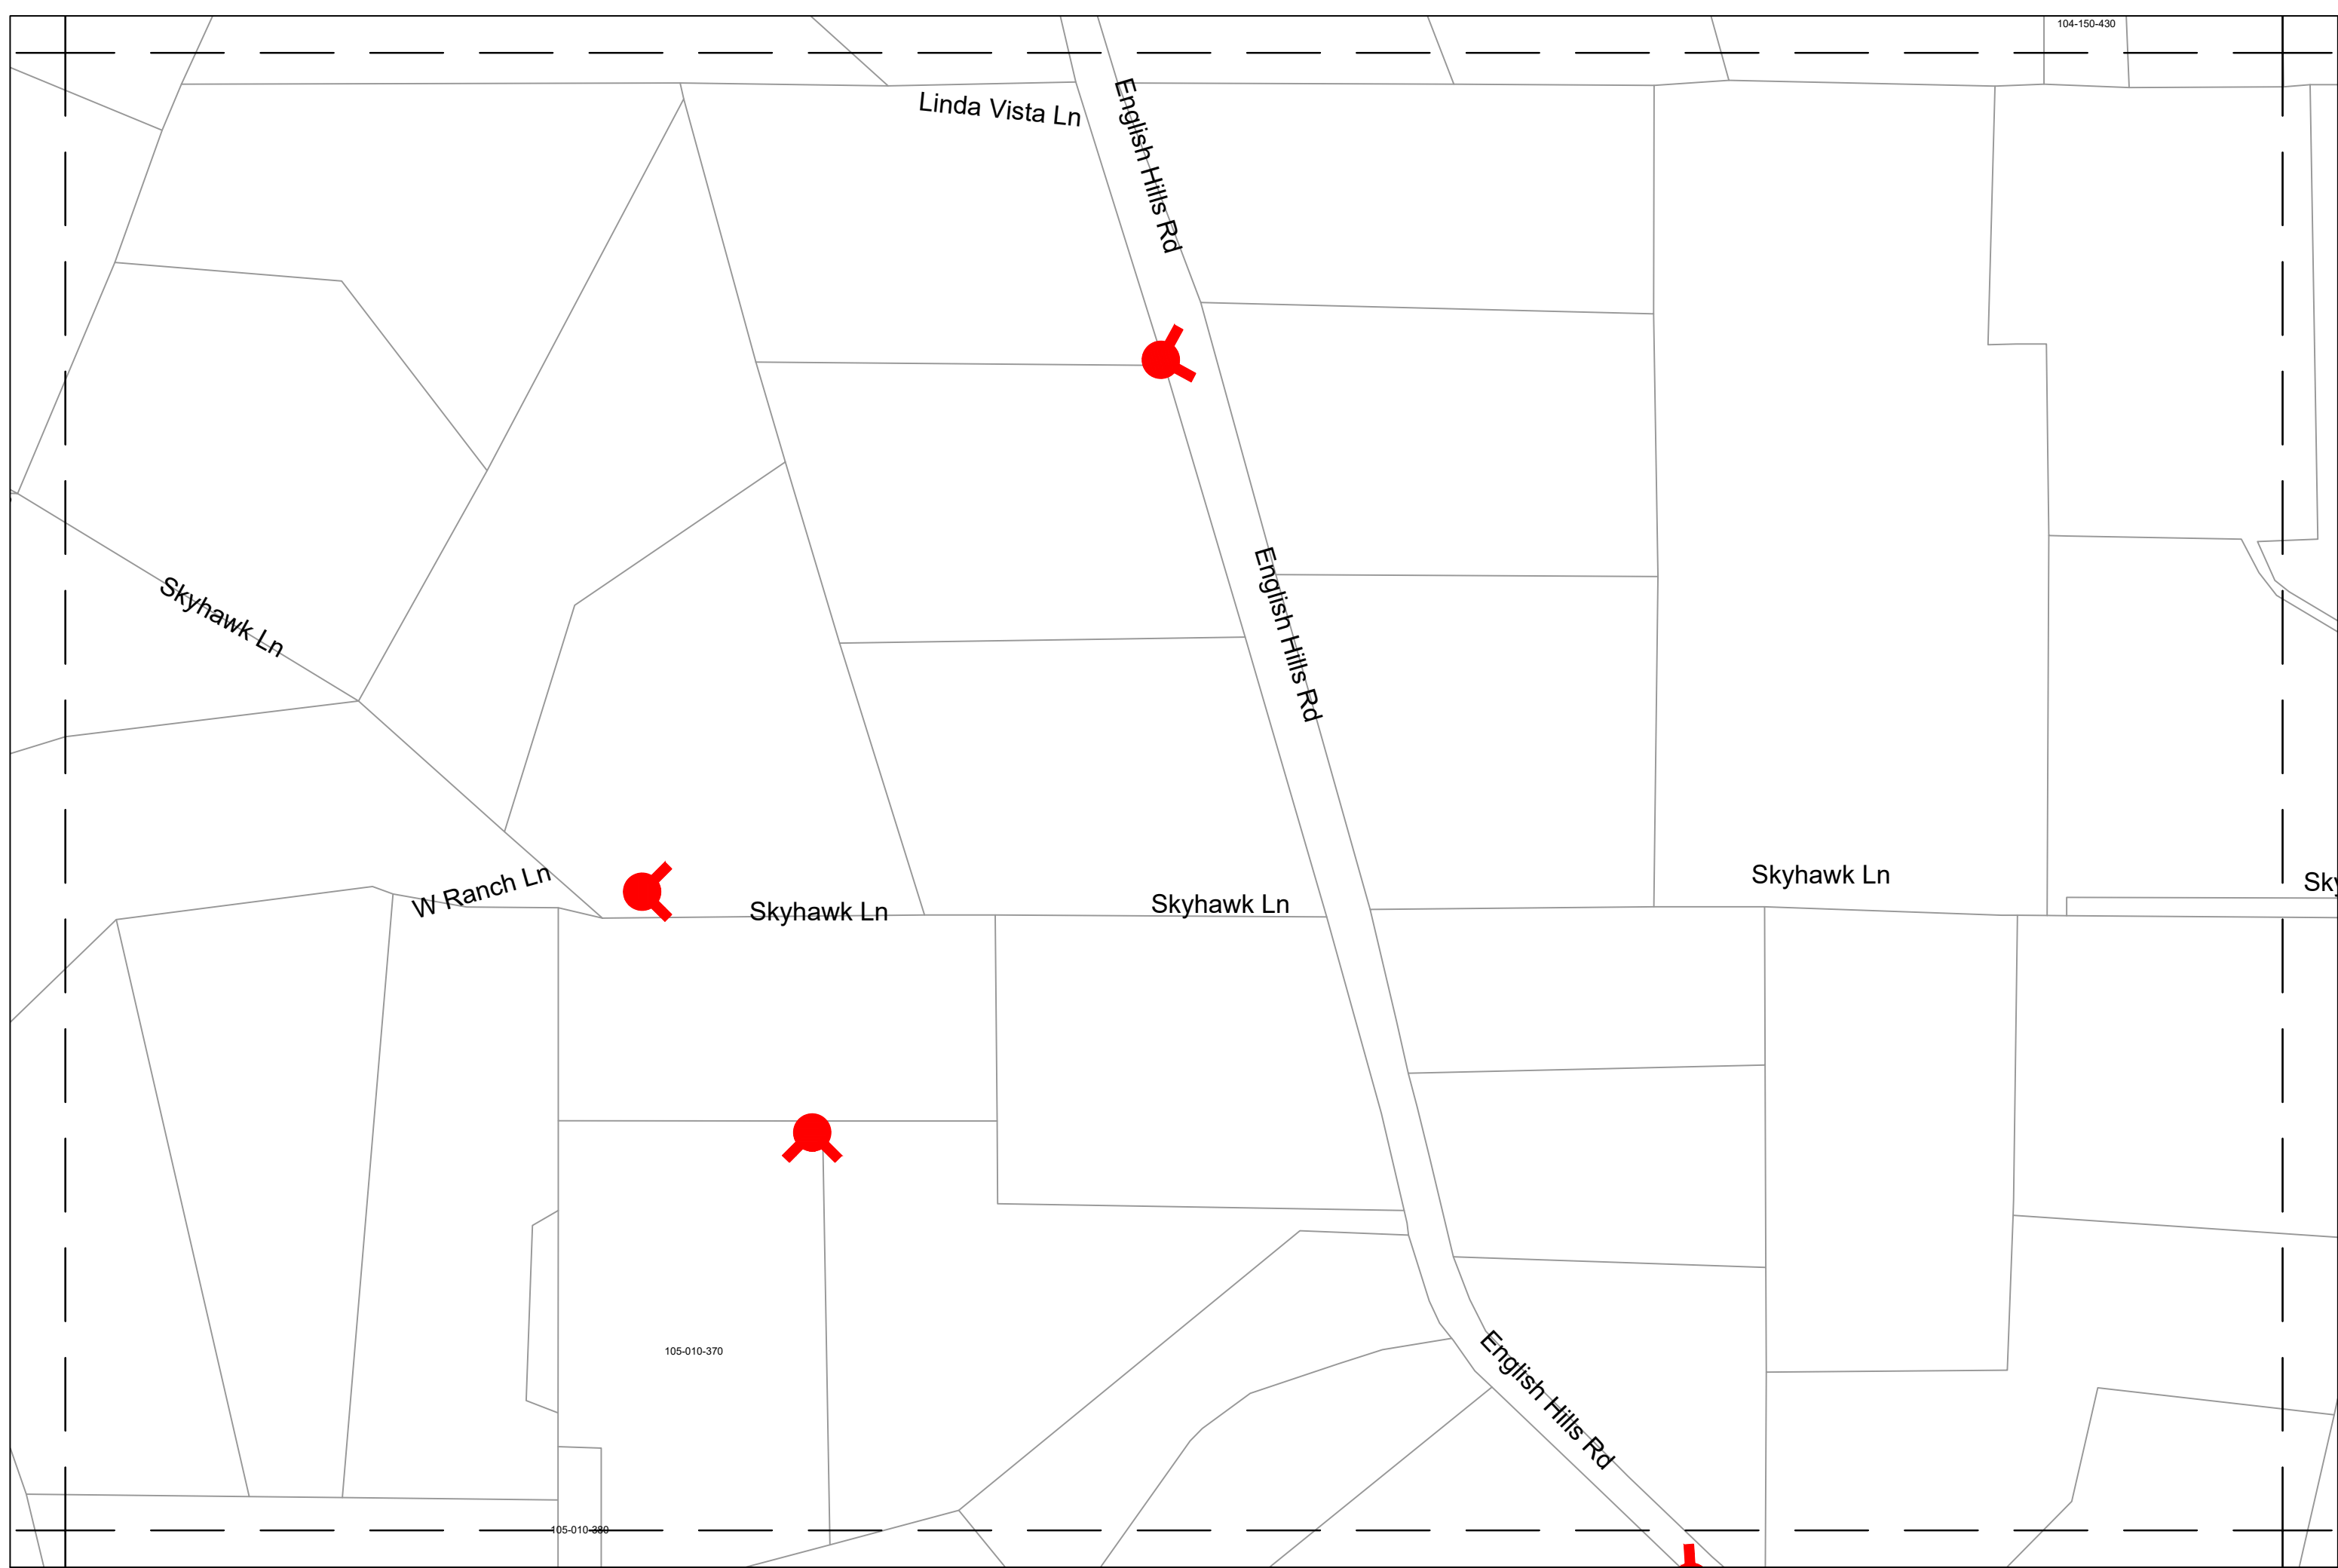 104-150-430
Linda Vista Ln
English Hills Rd
English Hills Rd
Skyhawk Ln
W Ranch Ln
Skyhawk Ln
Skyhawk Ln
Skyhawk Ln
Sky
105-010-370
English Hills Rd
105-010-380